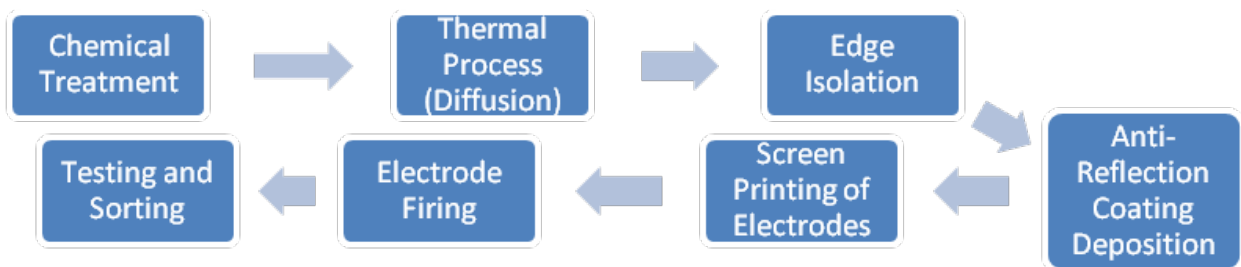 Chemical
Treatment
Thermal
Process
(Diffusion)
Edge
Isolation
Anti-
Reflection
Coating
Deposition
Screen
Printing of
Electrodes
Electrode
Firing
Testing and
Sorting